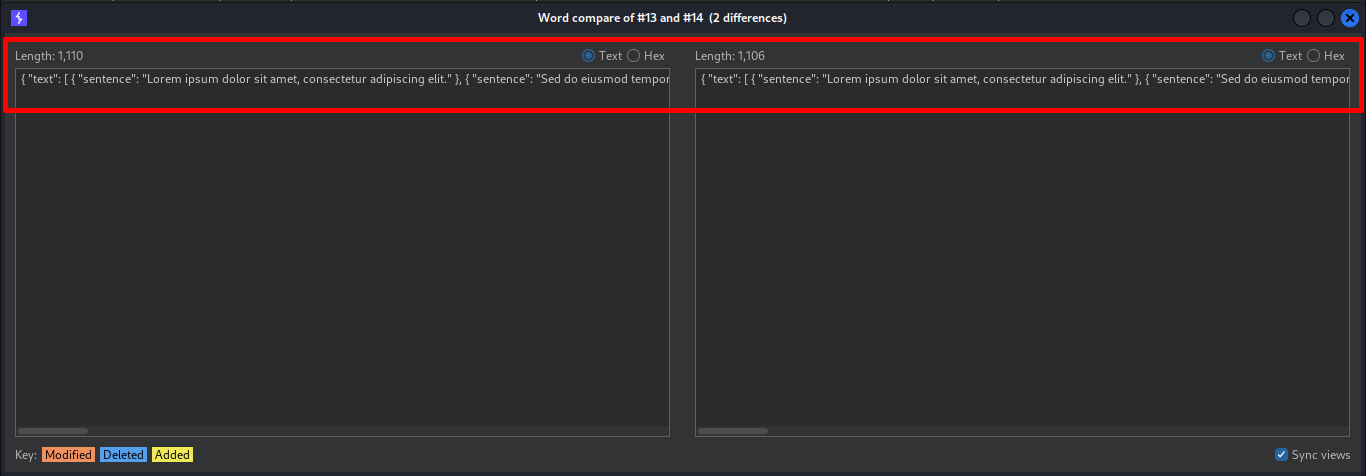 Word compare of #13 and #14 (2 differences)
Length: 1,110 Text Hex Length: 1,106 Text Hex
{ "text": [ { "sentence": "Lorem ipsum dolor sit amet, consectetur adipiscing elit." }, { "sentence": "Sed do eiusmod tempor
{ "text": [ { "sentence": "Lorem ipsum dolor sit amet, consectetur adipiscing elit." }, { "sentence": "Sed do eiusmod tempor
Key: Modified Deleted Added Sync views